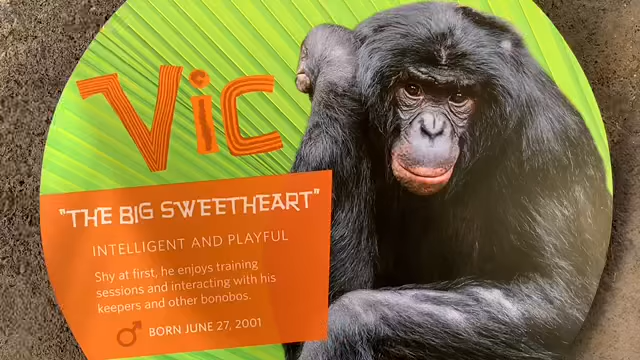 Vic
"THE BIG SWEETHEART"
INTELLIGENT AND PLAYFUL
Shy at first, he enjoys training
sessions and interacting with his
keepers and other bonobos.
♂ BORN JUNE 27, 2001